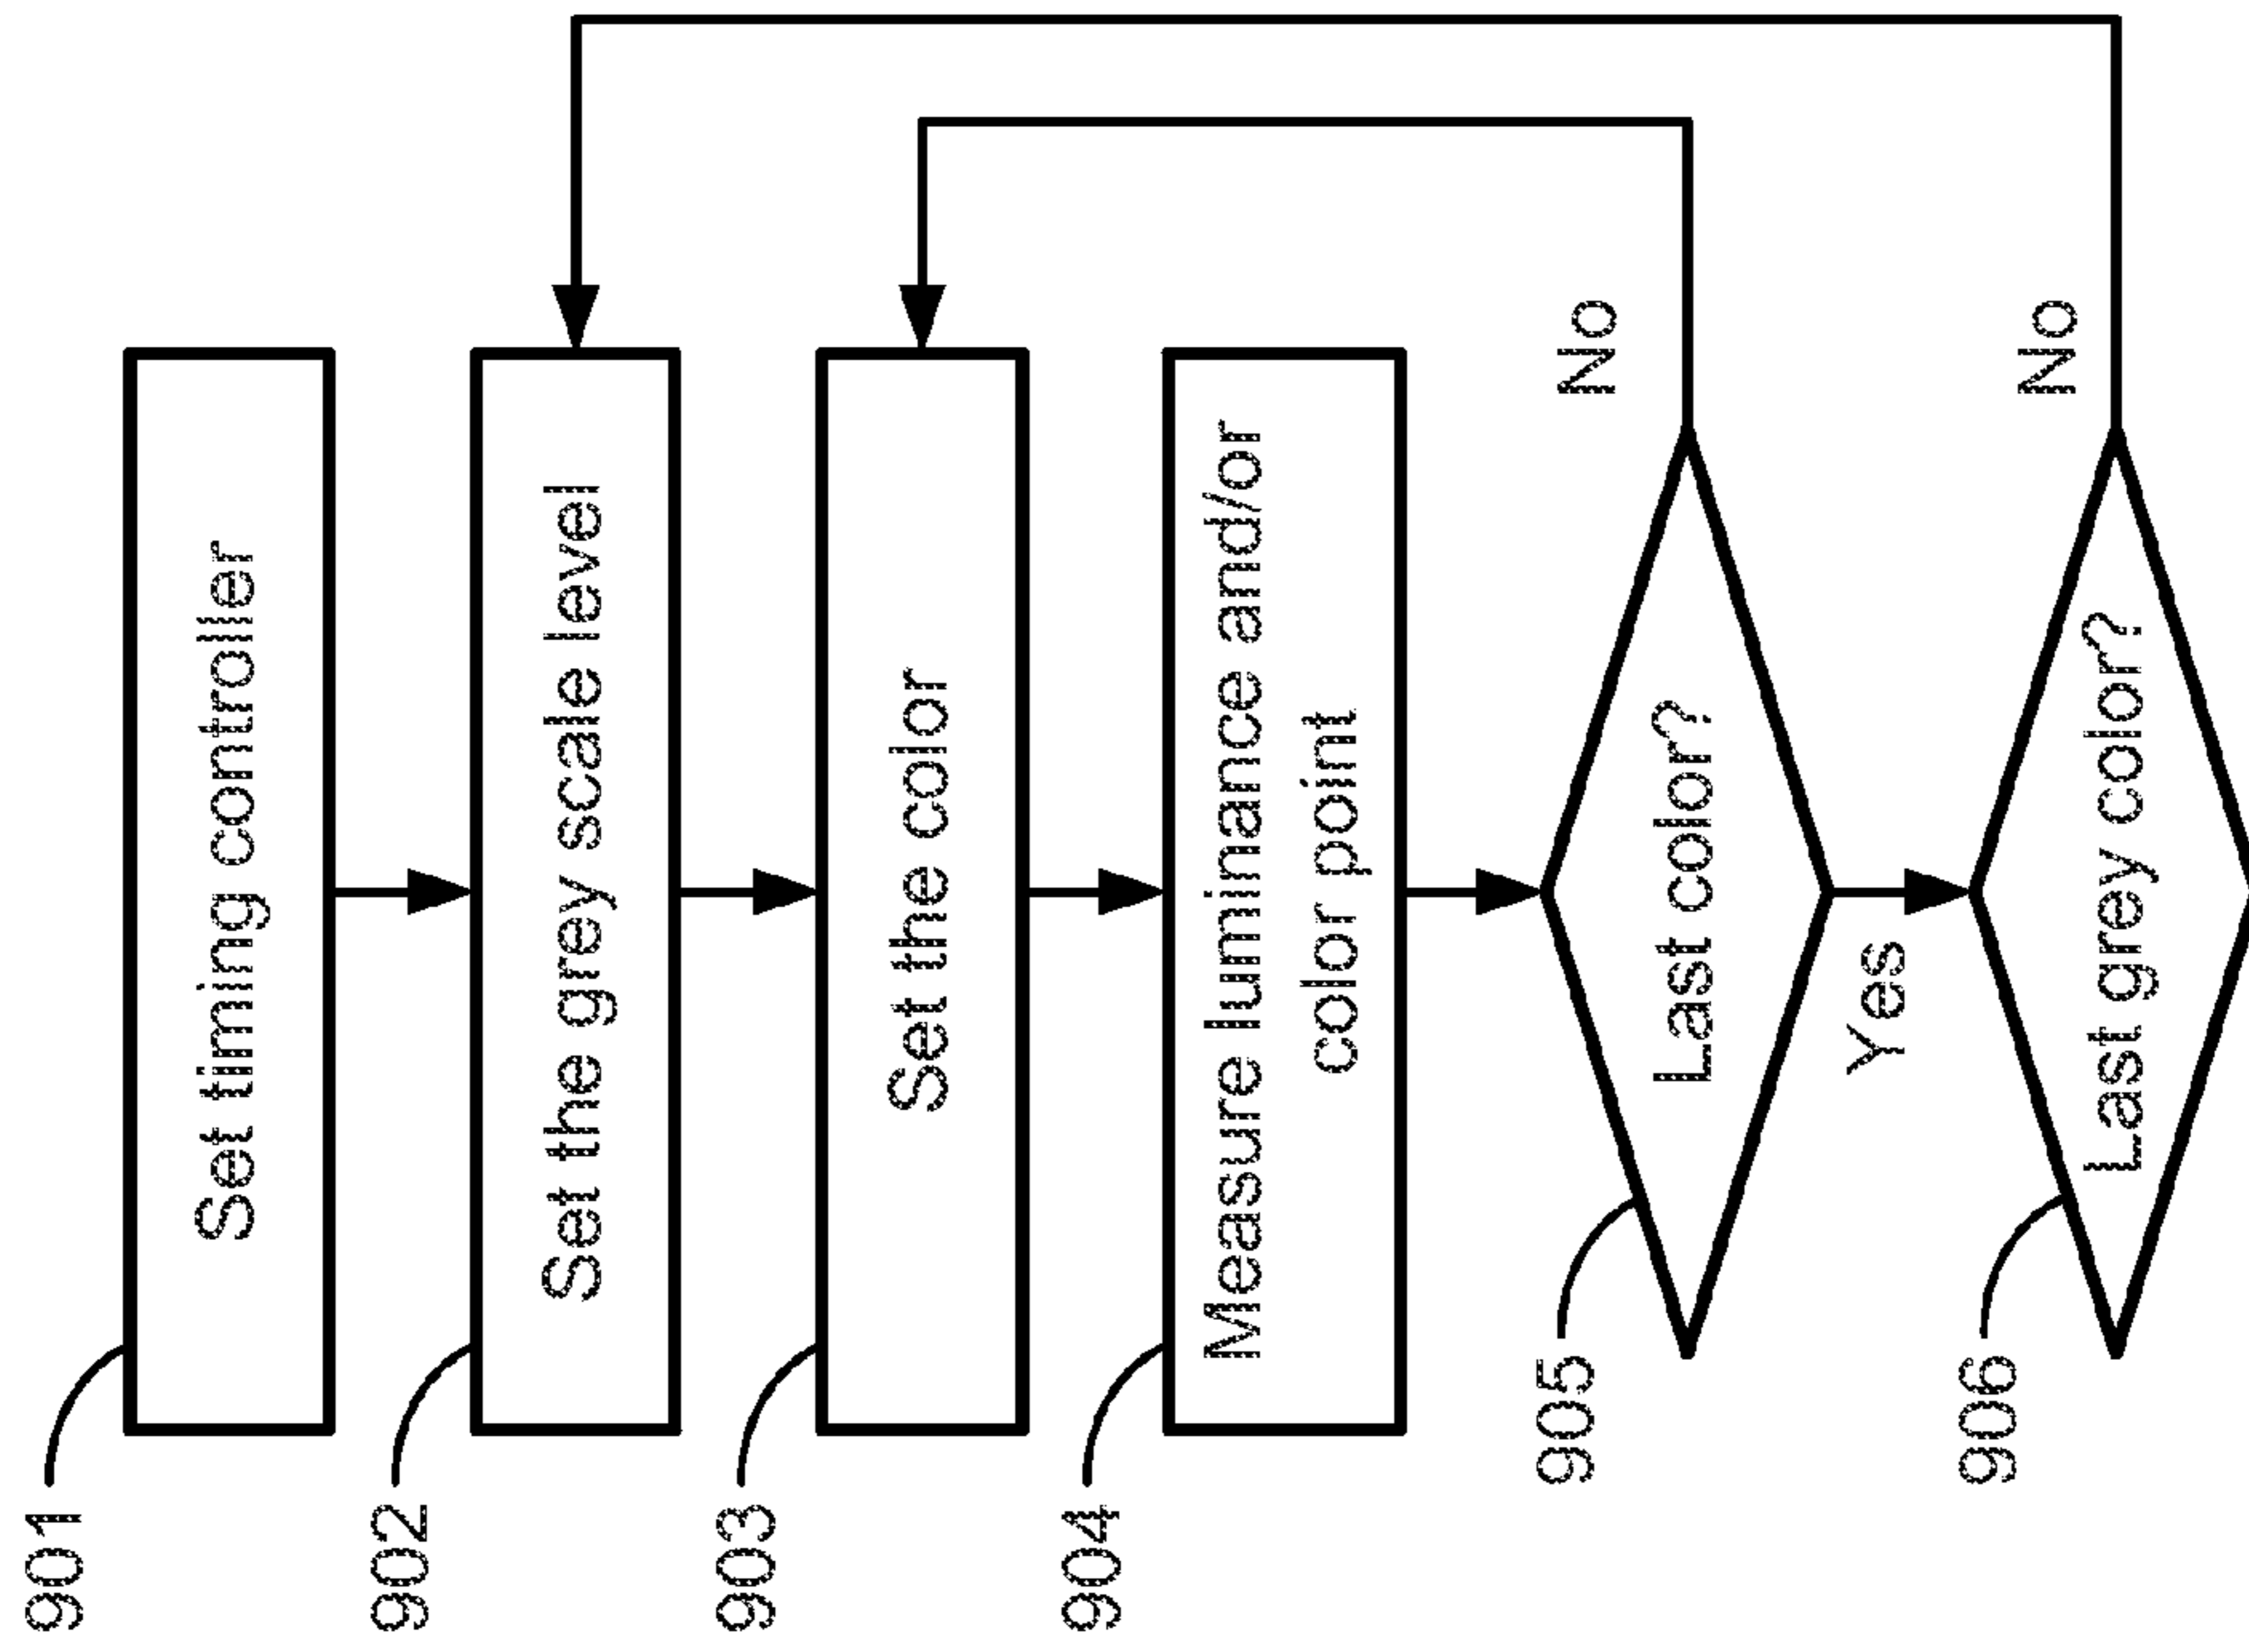 901
Set timing controller
902
Set the grey scale level
903
Set the color
904
Measure luminance and/or
color point
905
Last color?
No
Yes
906
Last grey color?
No